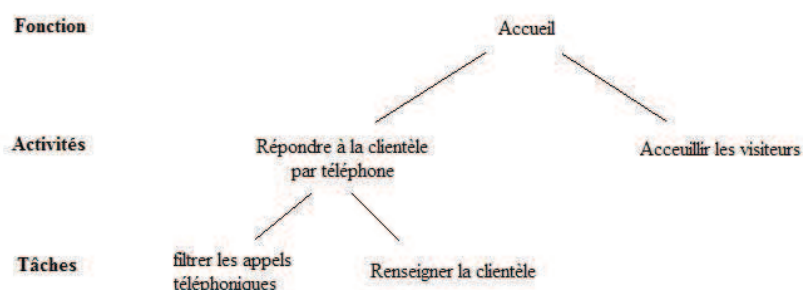 Fonction
Accueil
Activités
Répondre à la clientèle
par téléphone
Acceuillir les visiteurs
Tâches
filtrer les appels
téléphoniques
Renseigner la clientèle